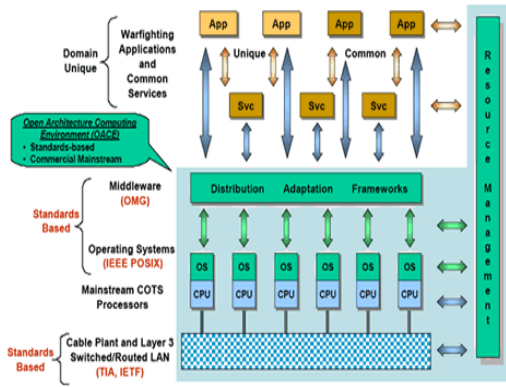 App App App App
Warfighting
Applications
and
Common
Services
Domain
Unique
Unique Common
Svc Svc Svc
Open Architecture Computing
Environment (OACE)
• Standards-based
• Commercial Mainstream
Middleware
(OMG)
Distribution Adaptation Frameworks
Standards
Based
Operating Systems
(IEEE POSIX)
OS OS OS OS OS OS
Mainstream COTS
Processors
CPU CPU CPU CPU CPU CPU
Cable Plant and Layer 3
Switched/Routed LAN
(TIA, IETF)
Standards
Based
Resource Management